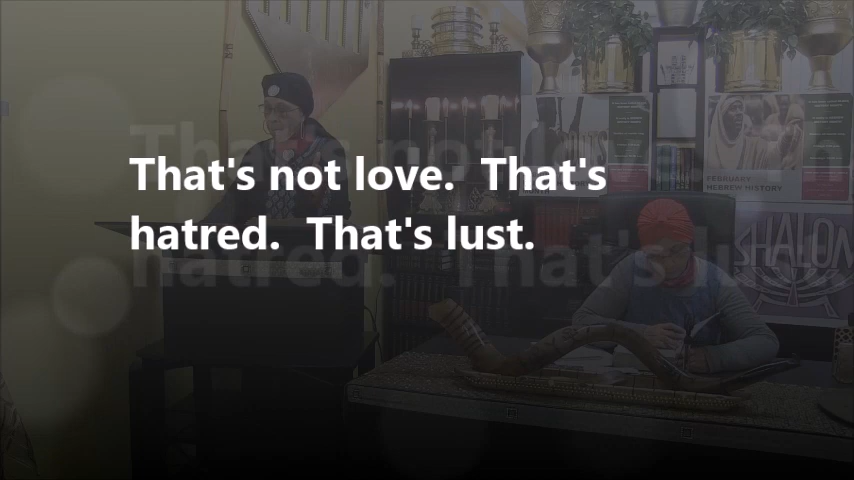 That's not love.  That's
hatred.  That's lust.
FEBRUARY
HEBREW HISTORY
SHALOM